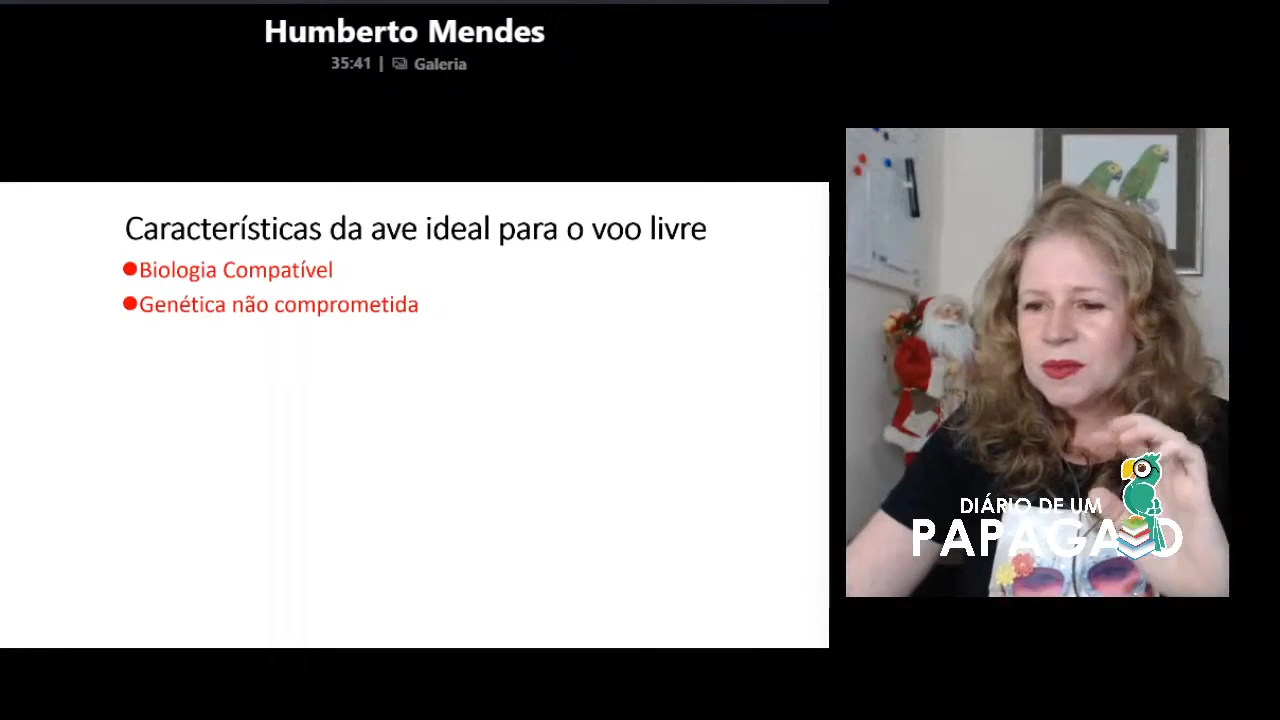 Humberto Mendes
35:41 | Galeria
Características da ave ideal para o voo livre
●Biologia Compatível
●Genética não comprometida
DIÁRIO DE UM
PAPAGAIO